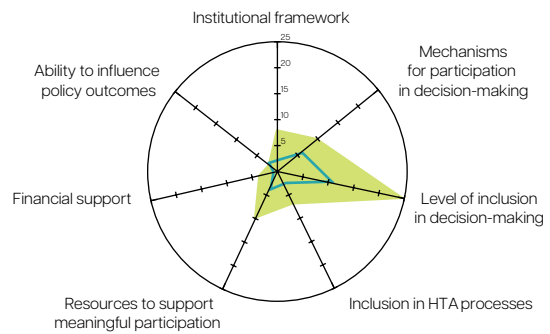 Institutional framework
25
20
15
10
5
Mechanisms
for participation
in decision-making
Ability to influence
policy outcomes
Financial support
Level of inclusion
in decision-making
Resources to support
meaningful participation
Inclusion in HTA processes